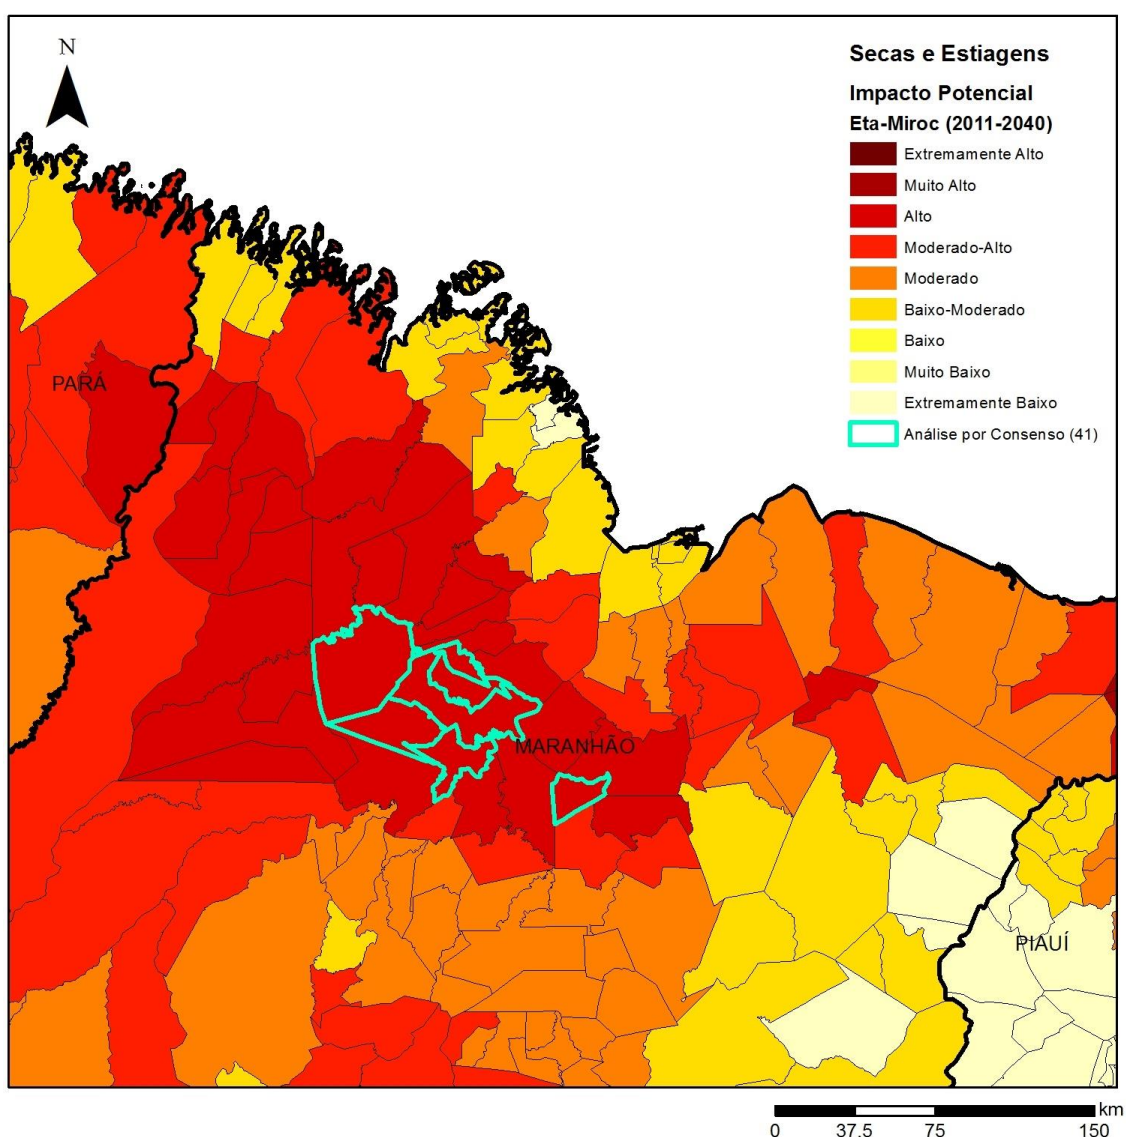 N
Secas e Estiagens
Impacto Potencial
Eta-Miroc (2011-2040)
Extremamente Alto
Muito Alto
Alto
Moderado-Alto
Moderado
Baixo-Moderado
Baixo
Muito Baixo
Extremamente Baixo
Análise por Consenso (41)
PARÁ
MARANHÃO
PIAUÍ
km
0 37.5 75 150